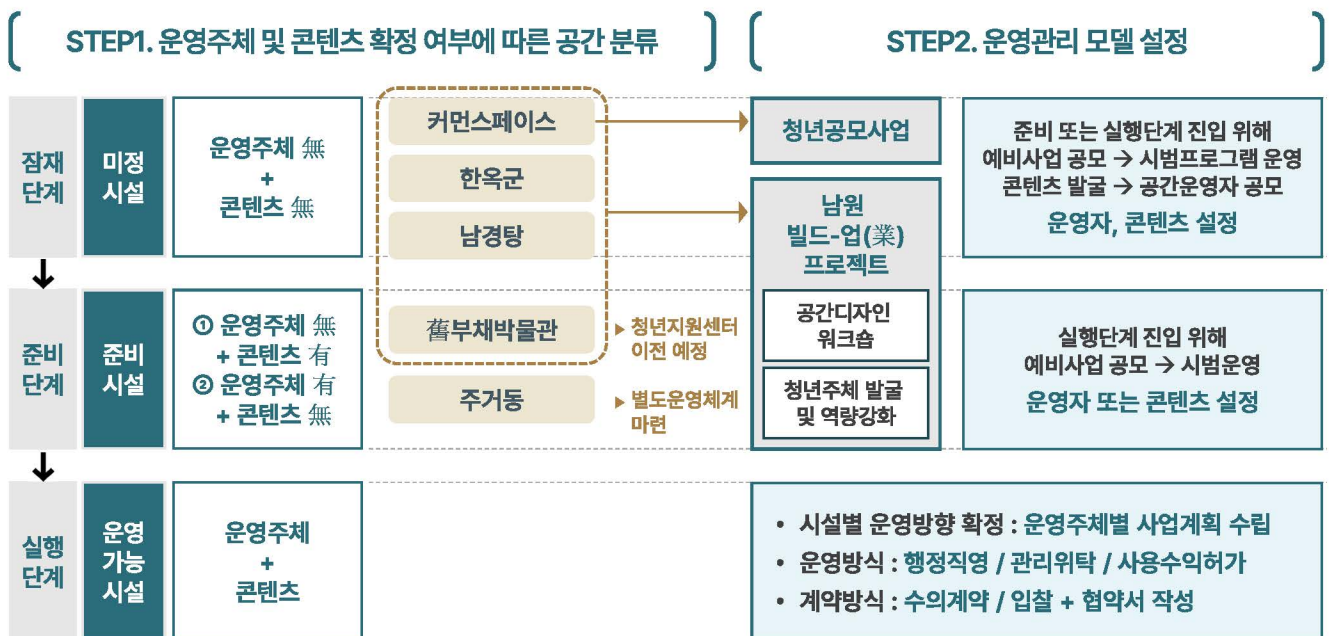 STEP1. 운영주체 및 콘텐츠 확정 여부에 따른 공간 분류
STEP2. 운영관리 모델 설정
잠재
단계
미정
시설
운영주체 無
+
콘텐츠 無
커먼스페이스
한옥군
남경탕
청년공모사업
남원
빌드-업(業)
프로젝트
준비 또는 실행단계 진입 위해
예비사업 공모 → 시범프로그램 운영
콘텐츠 발굴 → 공간운영자 공모
운영자, 콘텐츠 설정
준비
단계
준비
시설
① 운영주체 無
+ 콘텐츠 有
② 운영주체 有
+ 콘텐츠 無
舊부채박물관
▶ 청년지원센터
이전 예정
주거동
▶ 별도운영체계
마련
공간디자인
워크숍
청년주체 발굴
및 역량강화
실행단계 진입 위해
예비사업 공모 → 시범운영
운영자 또는 콘텐츠 설정
실행
단계
운영
가능
시설
운영주체
+
콘텐츠
• 시설별 운영방향 확정 : 운영주체별 사업계획 수립
• 운영방식 : 행정직영 / 관리위탁 / 사용수익허가
• 계약방식 : 수의계약 / 입찰 + 협약서 작성